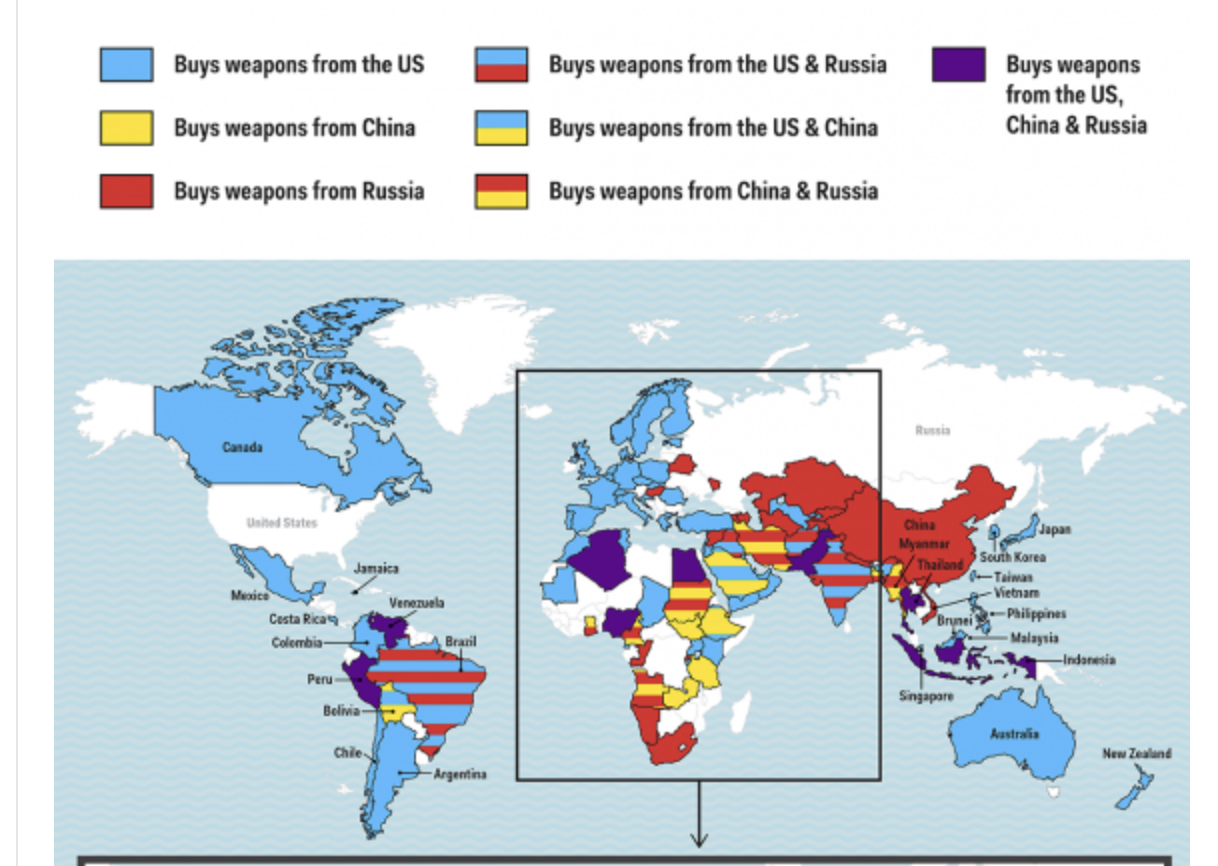 Buys weapons from the US
Buys weapons from China
Buys weapons from Russia
Buys weapons from the US & Russia
Buys weapons from the US & China
Buys weapons from China & Russia
Buys weapons
from the US,
China & Russia
Canada
United States
Mexico
Jamaica
Costa Rica
Venezuela
Colombia
Brazil
Peru
Bolivia
Chile
Argentina
Russia
China
Myanmar
Thailand
Japan
South Korea
Taiwan
Vietnam
Philippines
Brunei
Malaysia
Indonesia
Singapore
Australia
New Zealand